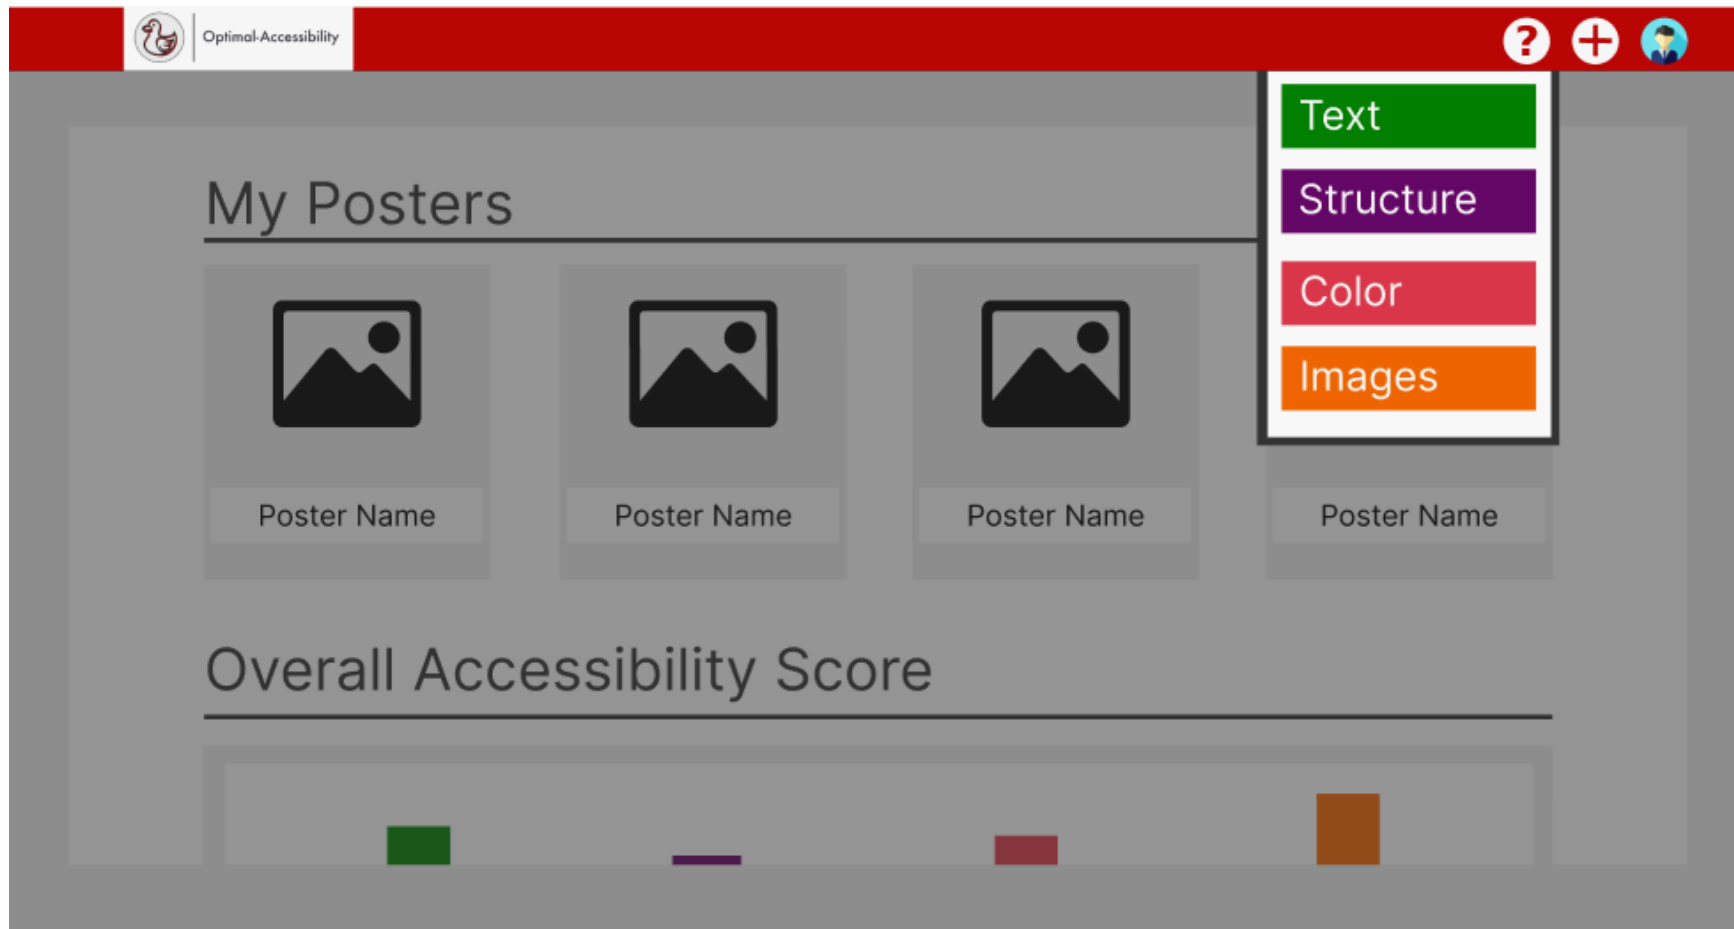 Optimal-Accessibility
?
Text
Structure
Color
Images
My Posters
Poster Name
Poster Name
Poster Name
Poster Name
Overall Accessibility Score